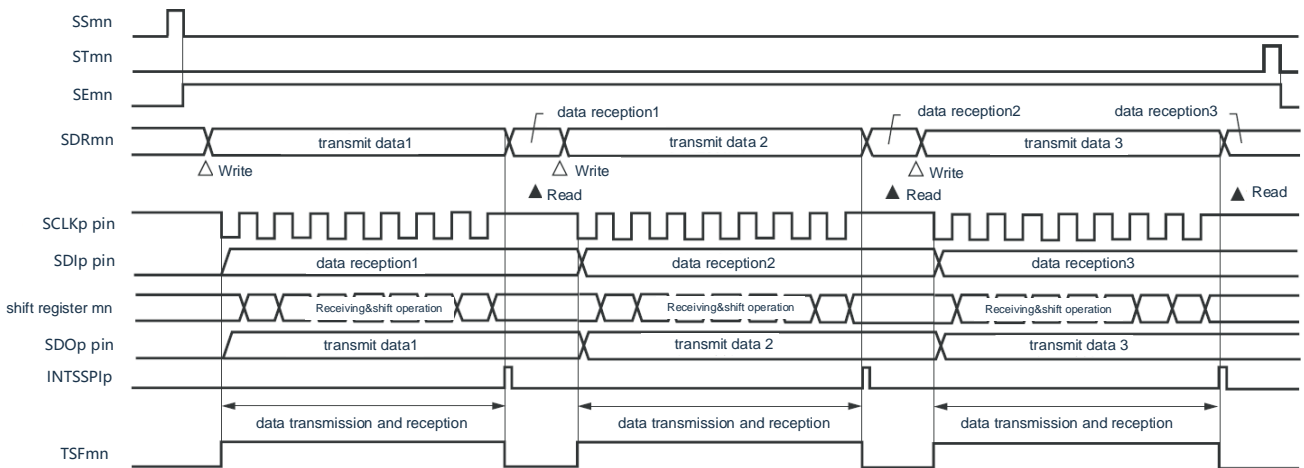 SSmn
STmn
SEmn
data reception1 data reception2 data reception3
SDRmn transmit data1 transmit data 2 transmit data 3
△ Write △ Write △ Write
▲ Read ▲ Read ▲ Read
SCLKp pin
SDIp pin data reception1 data reception2 data reception3
shift register mn Receiving&shift operation Receiving&shift operation Receiving&shift operation
SDOp pin transmit data1 transmit data 2 transmit data 3
INTSSPIp
data transmission and reception data transmission and reception data transmission and reception
TSFmn